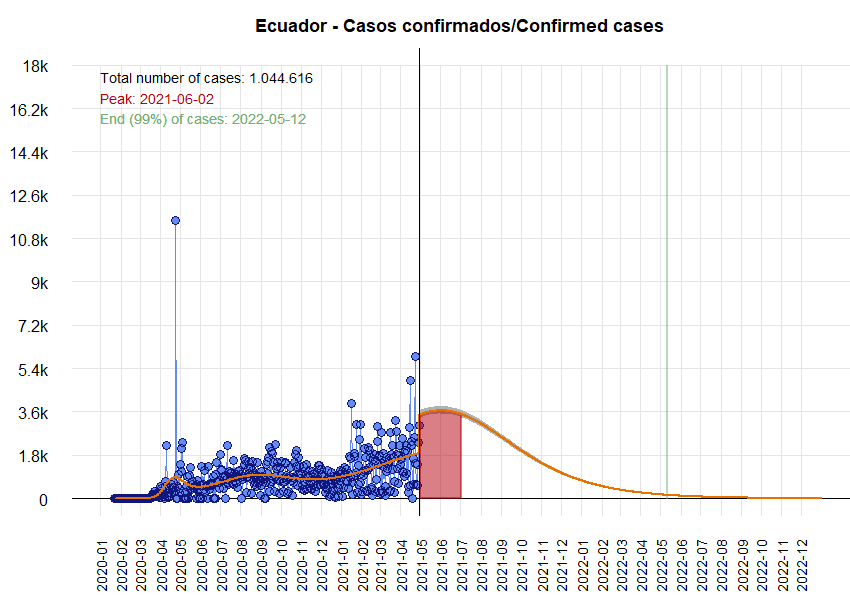 Ecuador - Casos confirmados/Confirmed cases
18k
Total number of cases: 1.044.616
Peak: 2021-06-02
16.2k
End (99%) of cases: 2022-05-12
14.4k
12.6k
10.8k
9k
7.2k
5.4k
3.6k
1.8k
0
2020-01
2020-02
2020-03
2020-04
2020-05
2020-06
2020-07
2020-08
2020-09
2020-10
2020-11
2020-12
2021-01
2021-02
2021-03
2021-04
2021-05
2021-06
2021-07
2021-08
2021-09
2021-10
2021-11
2021-12
2022-01
2022-02
2022-03
2022-04
2022-05
2022-06
2022-07
2022-08
2022-09
2022-10
2022-11
2022-12